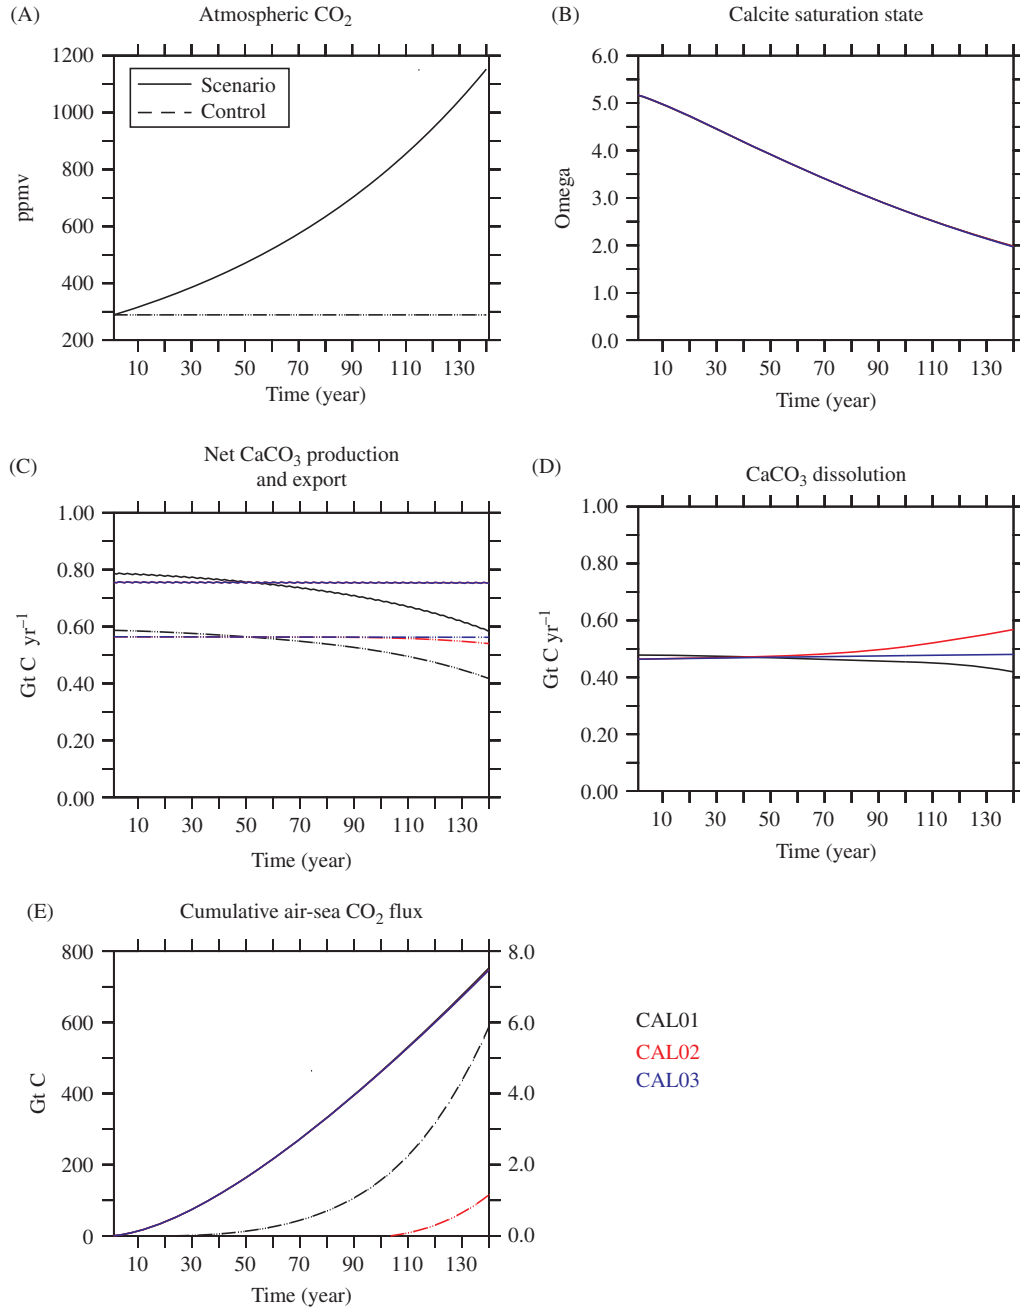 (A)
Atmospheric CO2
1200
1000
800
600
400
200
ppmv
Scenario
Control
10 30 50 70 90 110 130
Time (year)
(B)
Calcite saturation state
6.0
5.0
4.0
3.0
2.0
1.0
0.0
Omega
10 30 50 70 90 110 130
Time (year)
(C)
Net CaCO3 production
and export
1.00
0.80
0.60
0.40
0.20
0.00
Gt C yr−1
10 30 50 70 90 110 130
Time (year)
(D)
CaCO3 dissolution
1.00
0.80
0.60
0.40
0.20
0.00
Gt C yr−1
10 30 50 70 90 110 130
Time (year)
(E)
Cumulative air-sea CO2 flux
800
600
400
200
0
Gt C
8.0
6.0
4.0
2.0
0.0
10 30 50 70 90 110 130
Time (year)
CAL01
CAL02
CAL03